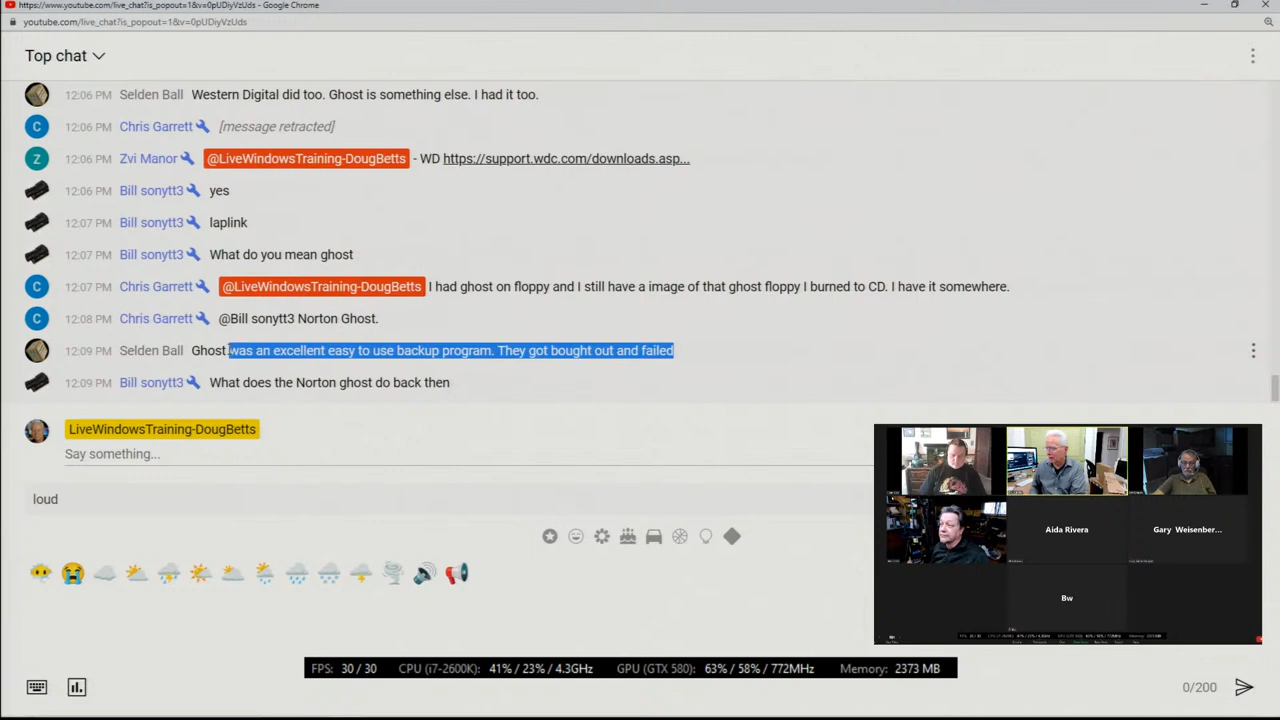 https://www.youtube.com/live_chat?is_popout=1&v=0pUDiyVzUds - Google Chrome
youtube.com/live_chat?is_popout=1&v=0pUDiyVzUds
Top chat
12:06 PM Selden Ball Western Digital did too. Ghost is something else. I had it too.
C 12:06 PM Chris Garrett [message retracted]
Z 12:06 PM Zvi Manor @LiveWindowsTraining-DougBetts - WD https://support.wdc.com/downloads.asp...
12:06 PM Bill sonytt3 yes
12:07 PM Bill sonytt3 laplink
12:07 PM Bill sonytt3 What do you mean ghost
C 12:07 PM Chris Garrett @LiveWindowsTraining-DougBetts I had ghost on floppy and I still have a image of that ghost floppy I burned to CD. I have it somewhere.
C 12:08 PM Chris Garrett @Bill sonytt3 Norton Ghost.
12:09 PM Selden Ball Ghost was an excellent easy to use backup program. They got bought out and failed
12:09 PM Bill sonytt3 What does the Norton ghost do back then
LiveWindowsTraining-DougBetts
Say something...
loud
Aida Rivera
Gary Weisenber...
Bw
FPS: 30 / 30 CPU (i7-2600K): 41% / 23% / 4.3GHz GPU (GTX 580): 63% / 58% / 772MHz Memory: 2373 MB
0/200